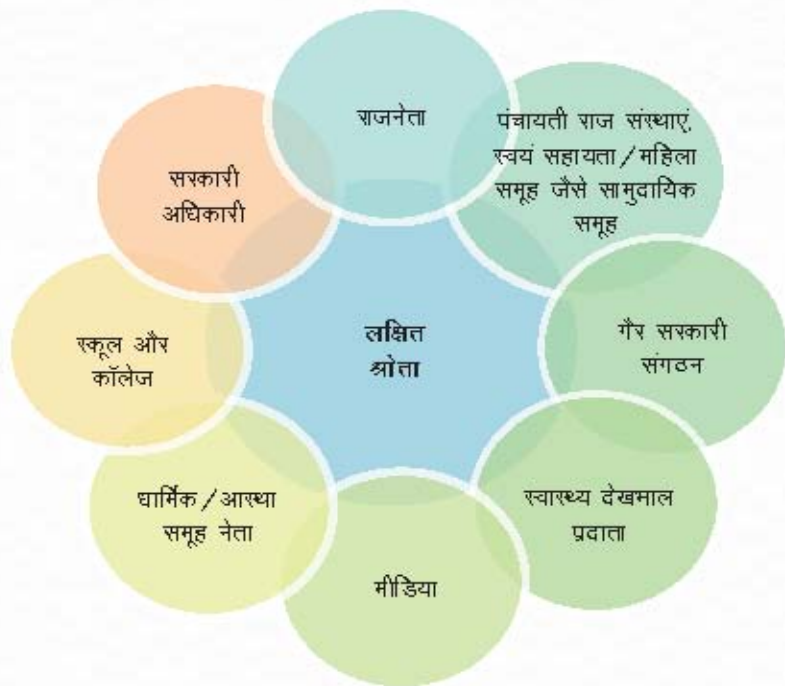 राजनेता
पंचायती राज संस्थाएं,
स्वयं सहायता/महिला
समूह जैसे सामुदायिक
समूह
गैर सरकारी
संगठन
स्वास्थ्य देखभाल
प्रदाता
मीडिया
धार्मिक/आस्था
समूह नेता
स्कूल और
कॉलेज
सरकारी
अधिकारी
लक्षित
श्रोता